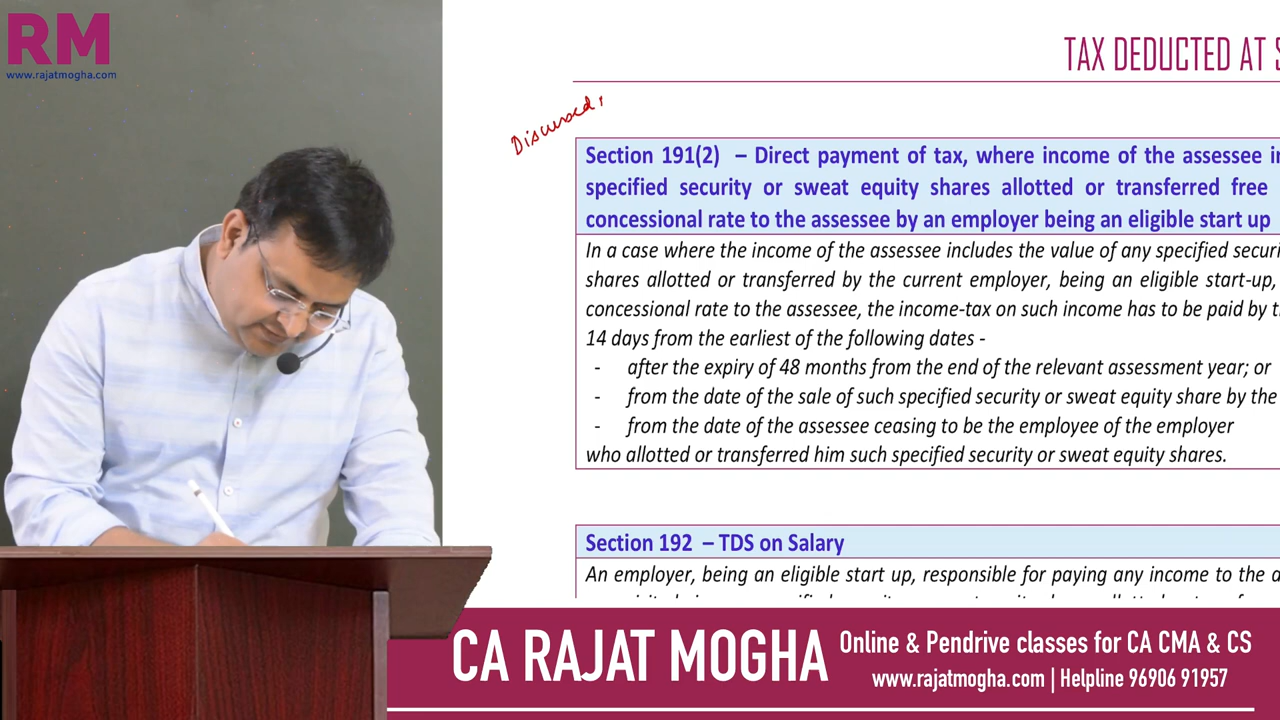 RM
www.rajatmogha.com
TAX DEDUCTED AT
Discussed,
Section 191(2) – Direct payment of tax, where income of the assessee
specified security or sweat equity shares allotted or transferred free
concessional rate to the assessee by an employer being an eligible start up
In a case where the income of the assessee includes the value of any specified
shares allotted or transferred by the current employer, being an eligible start-up,
concessional rate to the assessee, the income-tax on such income has to be paid by
14 days from the earliest of the following dates -
- after the expiry of 48 months from the end of the relevant assessment year; or
- from the date of the sale of such specified security or sweat equity share by the
- from the date of the assessee ceasing to be the employee of the employer
who allotted or transferred him such specified security or sweat equity shares.
Section 192 – TDS on Salary
An employer, being an eligible start up, responsible for paying any income to the
CA RAJAT MOGHA
Online & Pendrive classes for CA CMA & CS
www.rajatmogha.com | Helpline 96906 91957